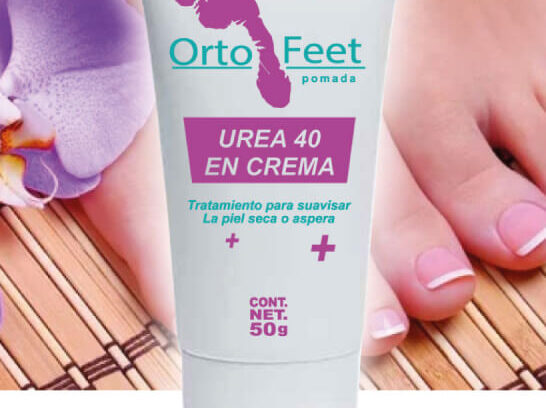 Orto Feet
pomada
UREA 40
EN CREMA
Tratamiento para suavisar
La piel seca o aspera
+ +
CONT.
NET.
50g